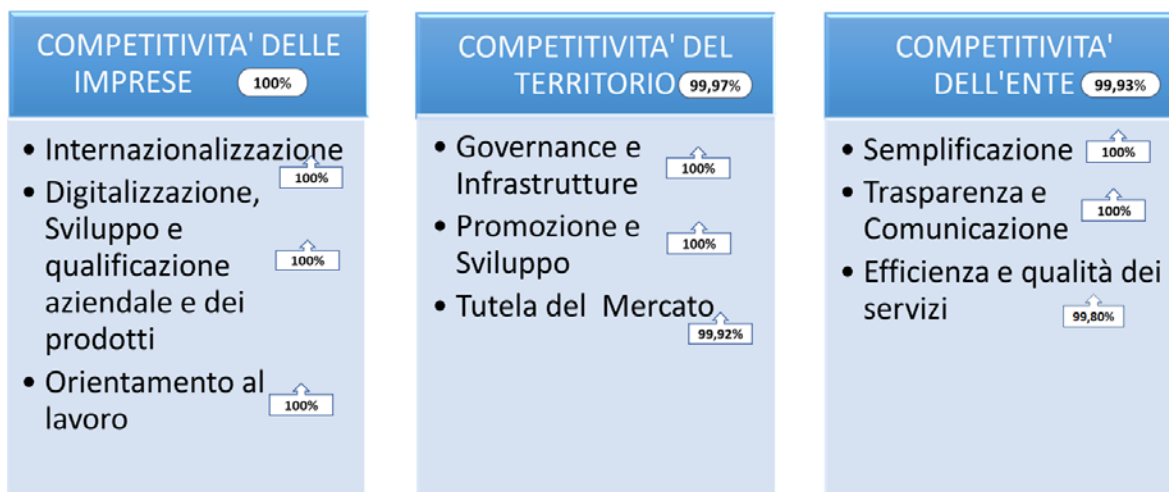 COMPETITIVITA' DELLE
IMPRESE 100%
• Internazionalizzazione
100%
• Digitalizzazione,
Sviluppo e
qualificazione
100%
aziendale e dei
prodotti
• Orientamento al
100%
lavoro
COMPETITIVITA' DEL
TERRITORIO 99,97%
• Governance e
100%
Infrastrutture
• Promozione e
100%
Sviluppo
• Tutela del Mercato
99,92%
COMPETITIVITA'
DELL'ENTE 99,93%
• Semplificazione 100%
• Trasparenza e
100%
Comunicazione
• Efficienza e qualità dei
servizi 99,80%